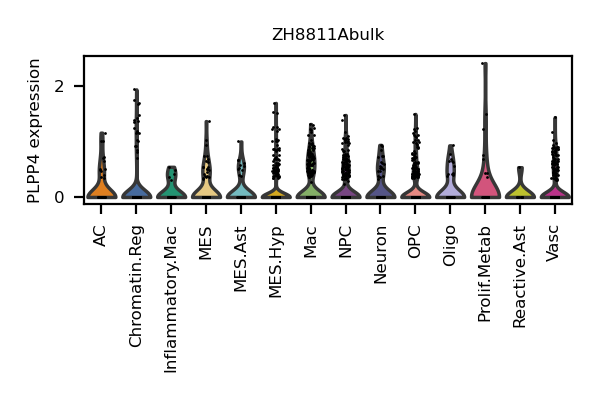 ZH8811Abulk
PLPP4 expression
2
0
AC
Chromatin.Reg
Inflammatory.Mac
MES
MES.Ast
MES.Hyp
Mac
NPC
Neuron
OPC
Oligo
Prolif.Metab
Reactive.Ast
Vasc